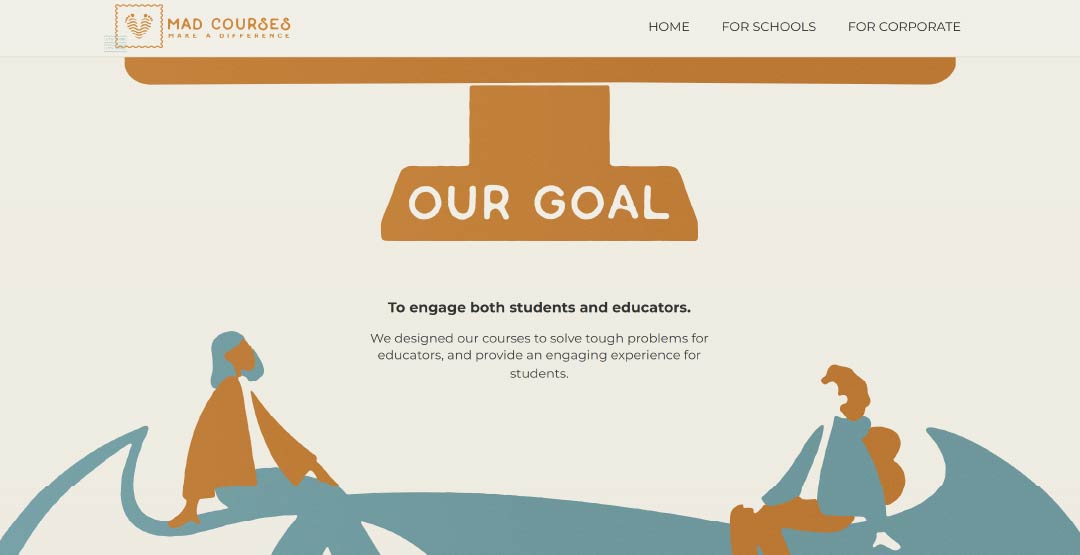 MAD COURSES
MAKE A DIFFERENCE
HOME
FOR SCHOOLS
FOR CORPORATE
OUR GOAL
To engage both students and educators.
We designed our courses to solve tough problems for
educators, and provide an engaging experience for
students.